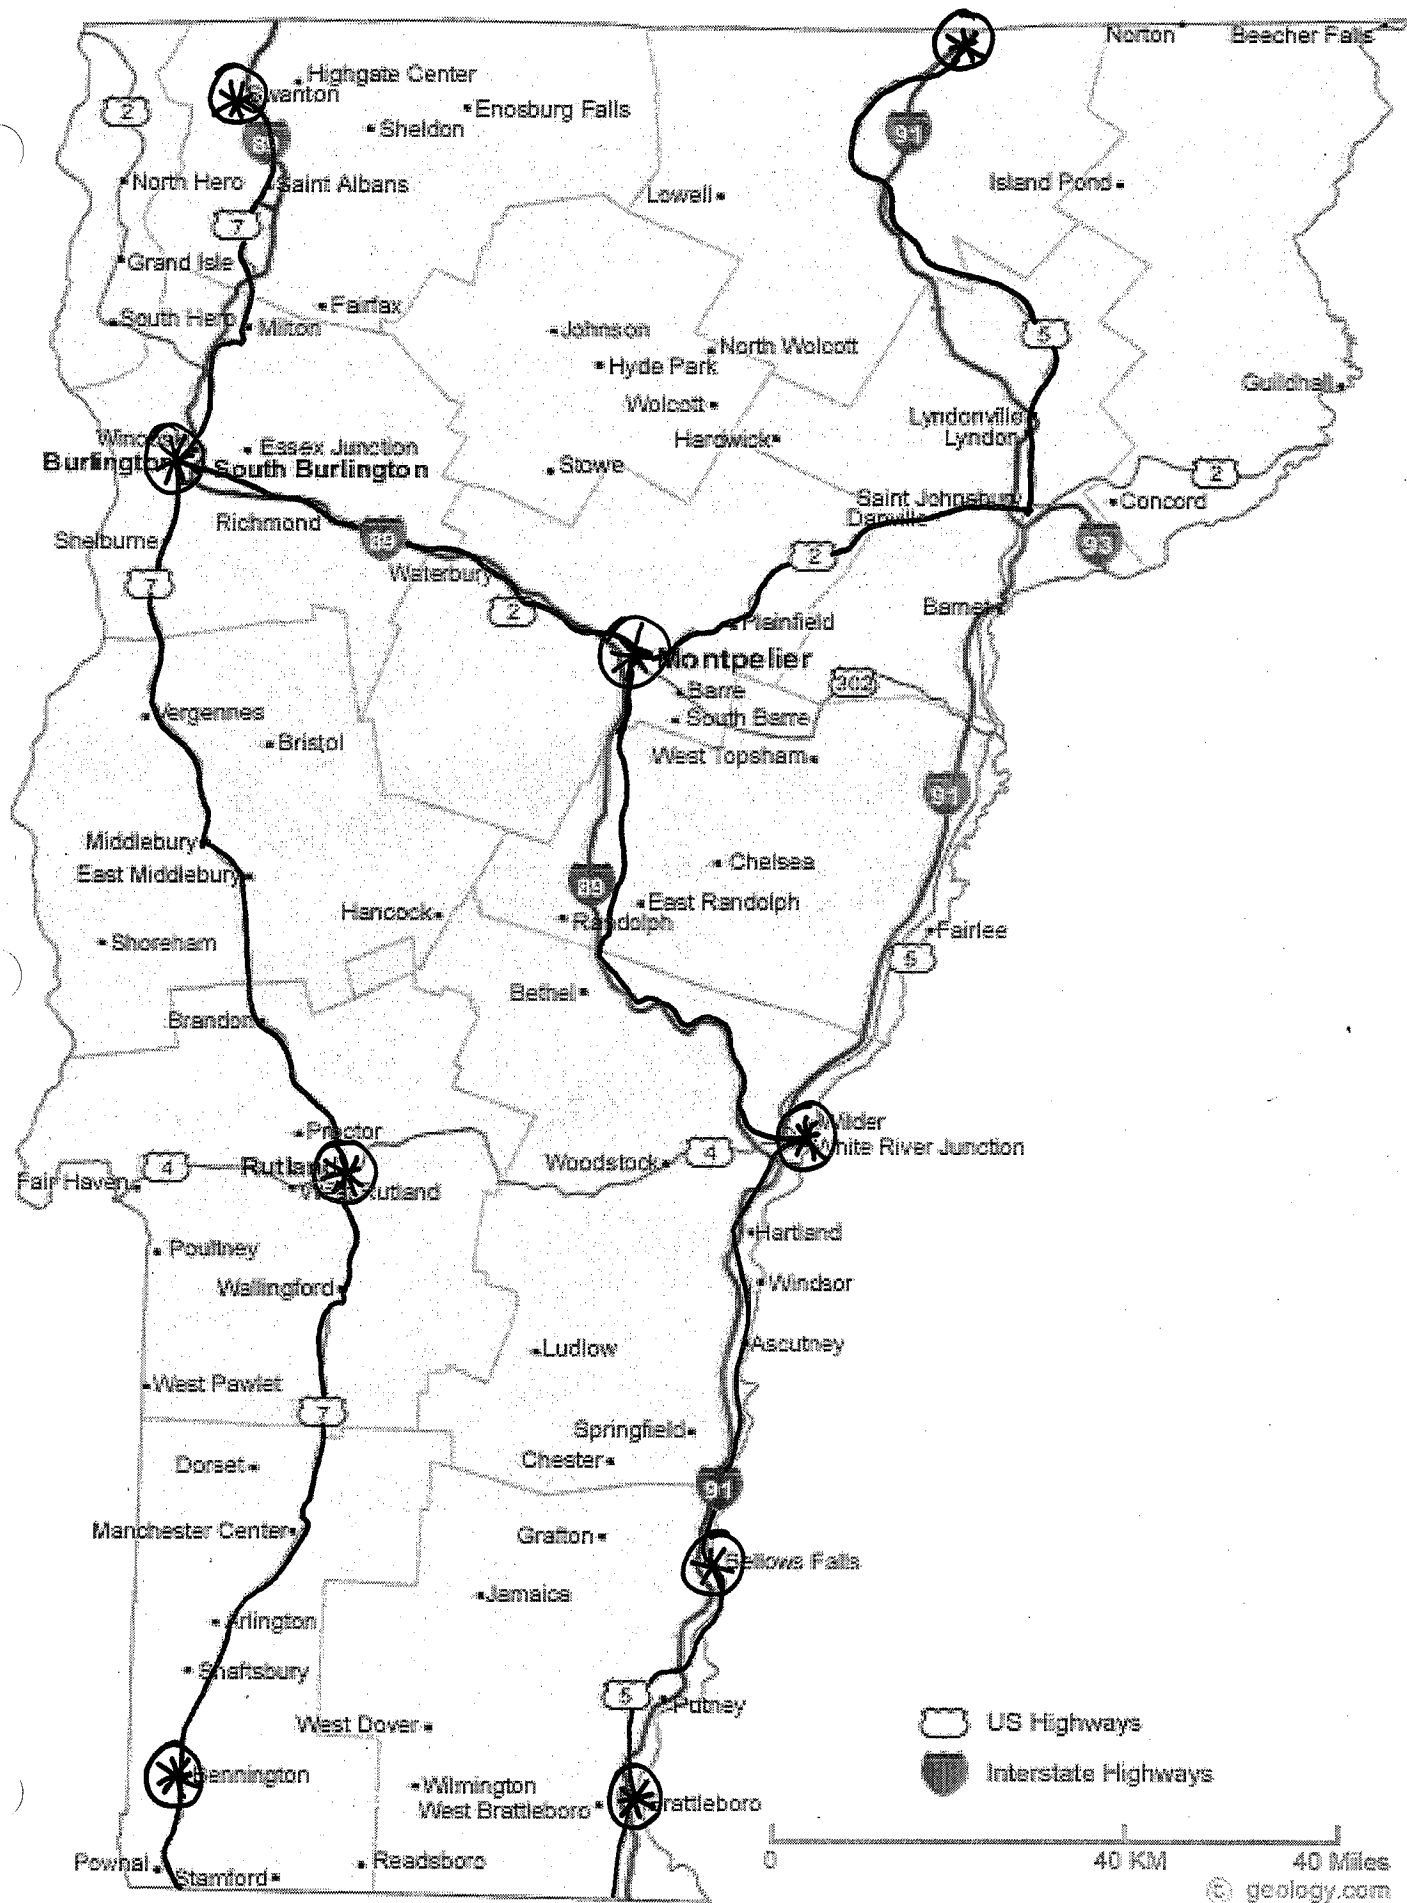 Norton
Beecher Falls
Highgate Center
2
Enosburg Falls
Sheldon
91
North Hero
Saint Albans
Island Pond
Lowell
7
Grand Isle
Fairfax
South Hero
Milton
Johnson
5
North Wolcott
Hyde Park
Guildhall
Wolcott
Lyndonville
Hardwick
Lyndon
Essex Junction
Burlington
South Burlington
Stowe
2
Saint Johnsbury
Concord
Richmond
Danville
89
Shelburne
93
2
Waterbury
7
2
Barnet
Plainfield
Montpelier
302
Barre
Vergennes
South Barre
Bristol
West Topsham
91
Middlebury
Chelsea
East Middlebury
89
East Randolph
Hancock
Randolph
Fairlee
Shoreham
5
Bethel
Brandon
Wilder
Proctor
White River Junction
4
Woodstock
4
Rutland
Fair Haven
West Rutland
Hartland
Poultney
Windsor
Wallingford
Ascutney
Ludlow
West Pawlet
7
Springfield
Chester
Dorset
91
Manchester Center
Grafton
Bellows Falls
Jamaica
Arlington
Shaftsbury
5
Putney
West Dover
US Highways
Bennington
Interstate Highways
Wilmington
West Brattleboro
Brattleboro
Pownal
Readsboro
Stamford
0
40 KM
40 Miles
© geology.com